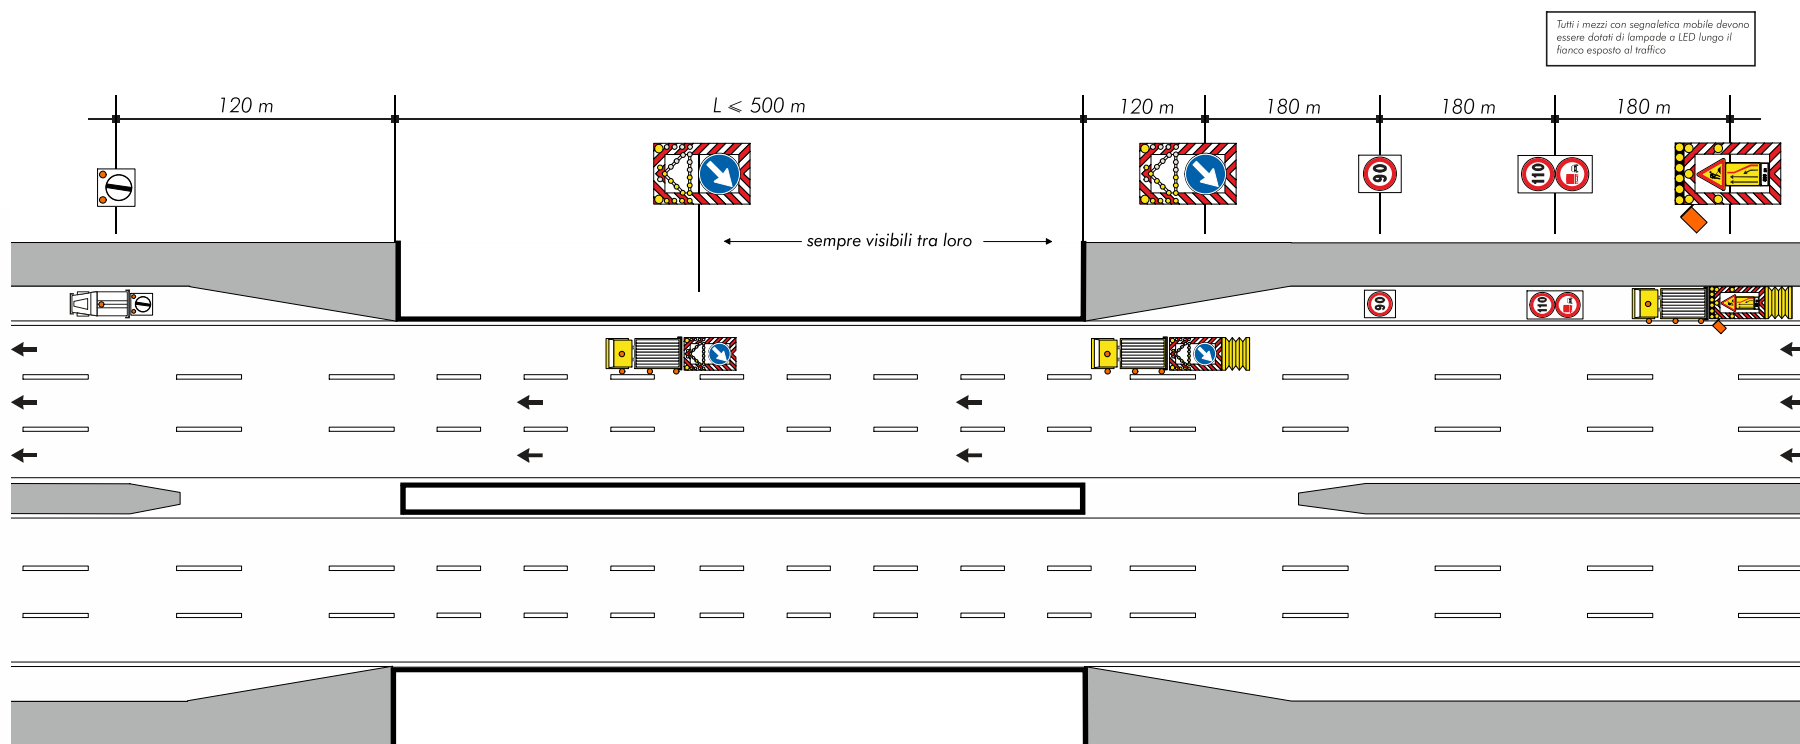 Tutti i mezzi con segnaletica mobile devono
essere dotati di lampade a LED lungo il
fianco esposto al traffico
120 m
L ⩽ 500 m
120 m
180 m
180 m
180 m
90
110
sempre visibili tra loro
90
110